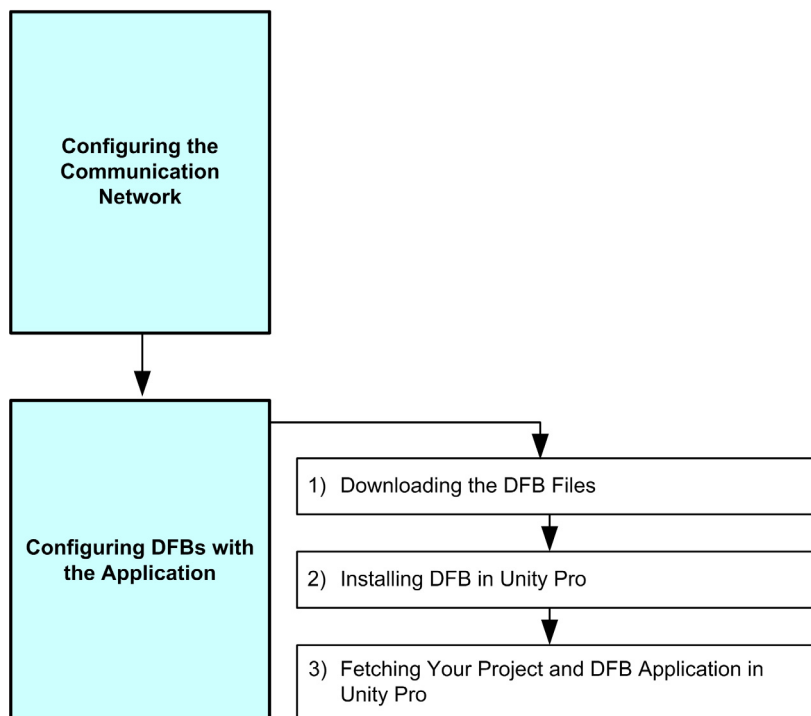 Configuring the
Communication
Network
Configuring DFBs with
the Application
1) Downloading the DFB Files
2) Installing DFB in Unity Pro
3) Fetching Your Project and DFB Application in
Unity Pro